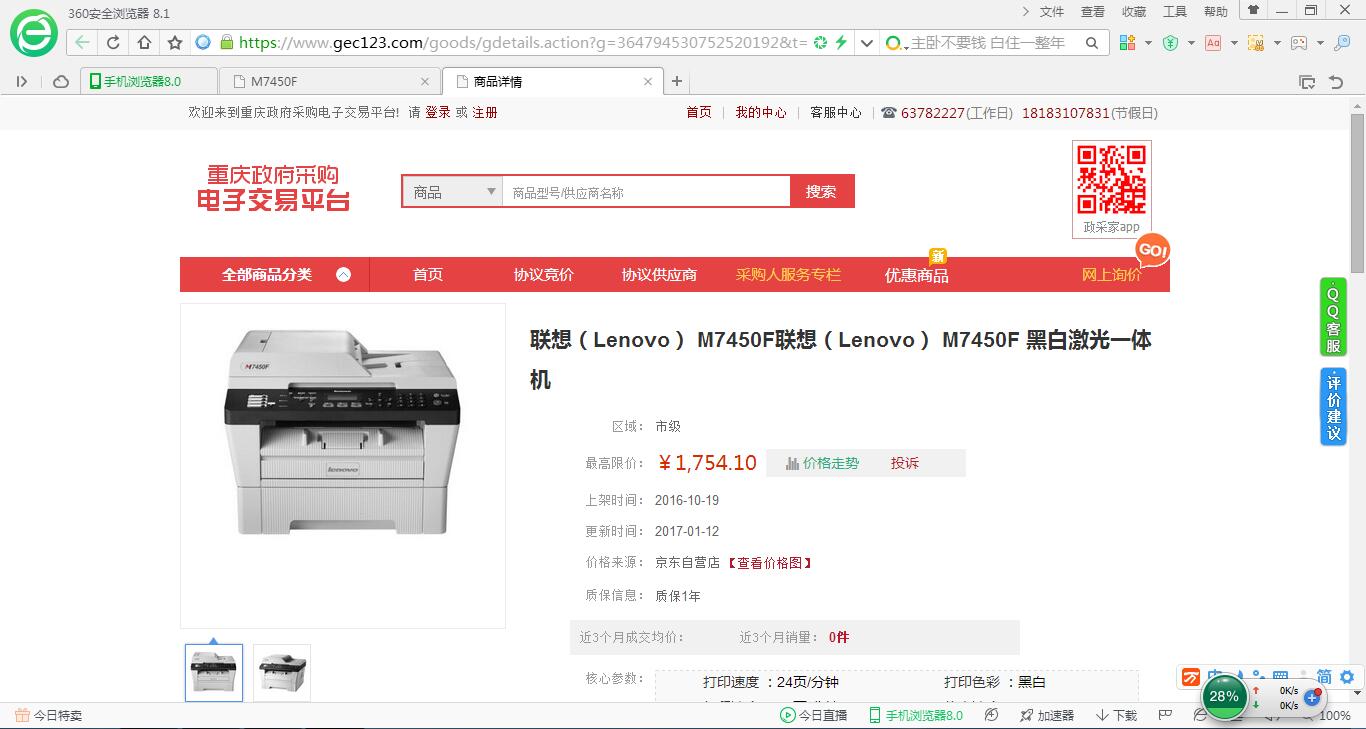 360安全浏览器 8.1
文件 查看 收藏 工具 帮助
https://www.gec123.com/goods/gdetails.action?g=364794530752520192&t=
主卧不要钱 白住一整年
手机浏览器8.0
M7450F
商品详情
欢迎来到重庆政府采购电子交易平台! 请 登录 或 注册
首页 我的中心 客服中心 63782227(工作日) 18183107831(节假日)
重庆政府采购
电子交易平台
商品 商品型号/供应商名称 搜索
政采家app
GO!
新
全部商品分类 首页 协议竞价 协议供应商 采购人服务专栏 优惠商品 网上询价
QQ客服
评价建议
M7450F
lenovo
联想（Lenovo） M7450F联想（Lenovo） M7450F 黑白激光一体
机
区域： 市级
最高限价： ￥1,754.10 价格走势 投诉
上架时间： 2016-10-19
更新时间： 2017-01-12
价格来源： 京东自营店 【查看价格图】
质保信息： 质保1年
近3个月成交均价： 近3个月销量： 0件
核心参数： 打印速度 ：24页/分钟 打印色彩 ：黑白
简
28% 0K/s
0K/s
今日特卖 今日直播 手机浏览器8.0 加速器 下载 100%